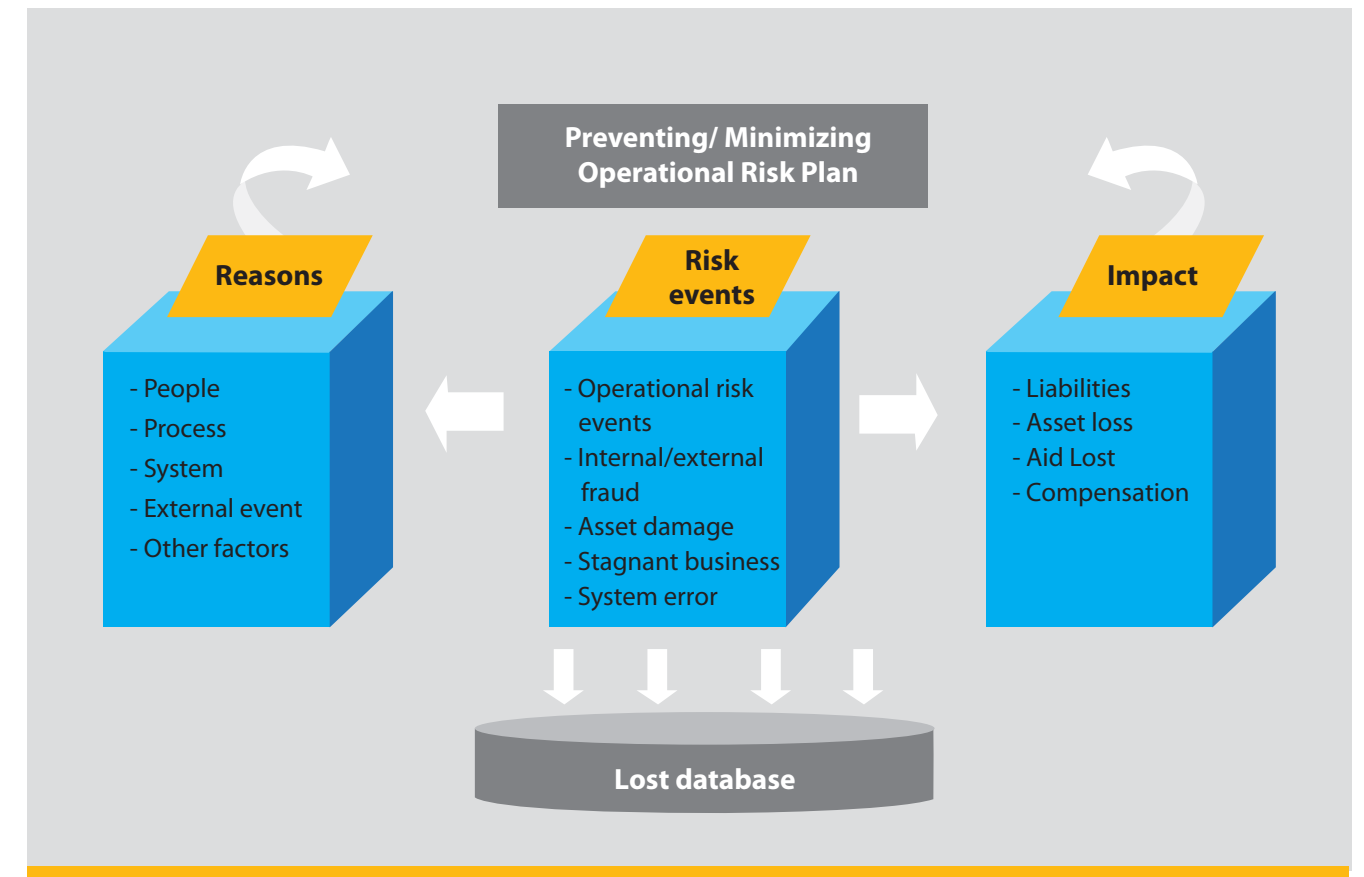 Preventing/ Minimizing
Operational Risk Plan
Reasons
- People
- Process
- System
- External event
- Other factors
Risk
events
- Operational risk
events
- Internal/external
fraud
- Asset damage
- Stagnant business
- System error
Impact
- Liabilities
- Asset loss
- Aid Lost
- Compensation
Lost database